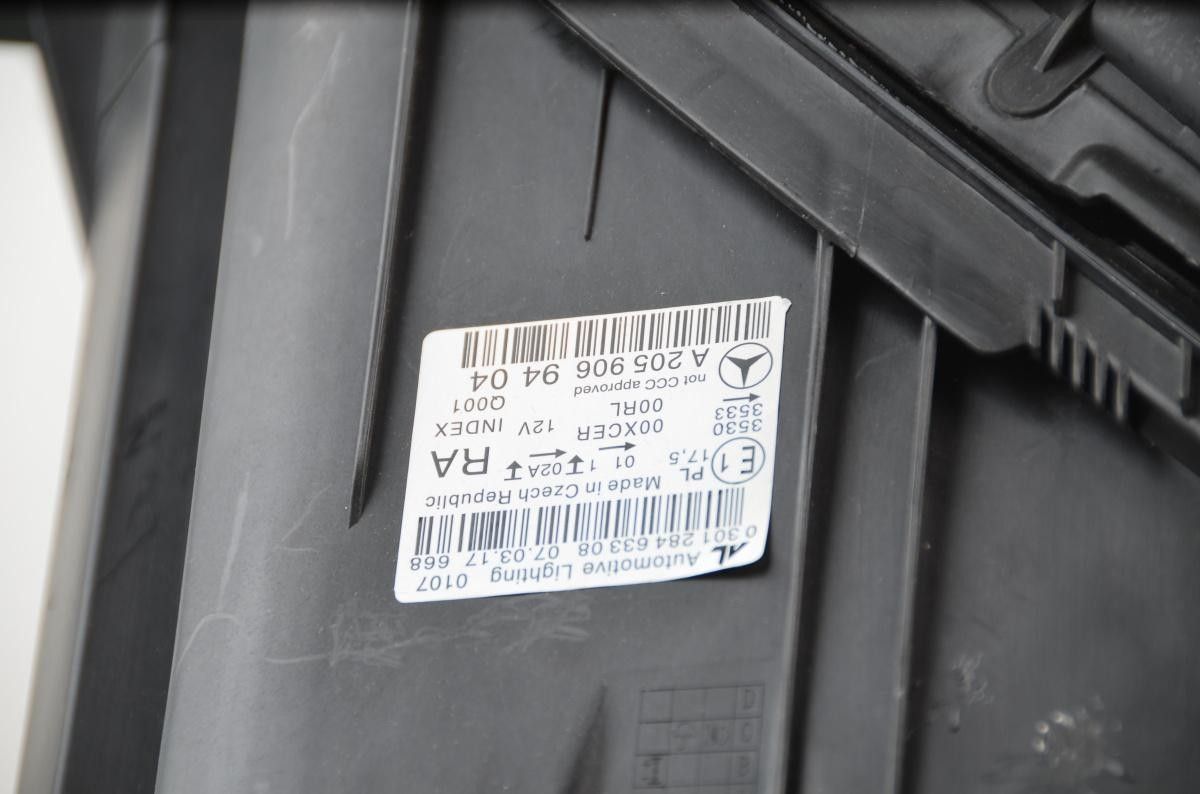 AL Automotive Lighting 0107
0 301 284 633 08 07.03.17 668
Made in Czech Republic
E1 PL 17,5 01 1 02A RA
3530 00XCER 12V INDEX
3533 00RL Q001
not CCC approved
A 205 906 94 04
D
C
B